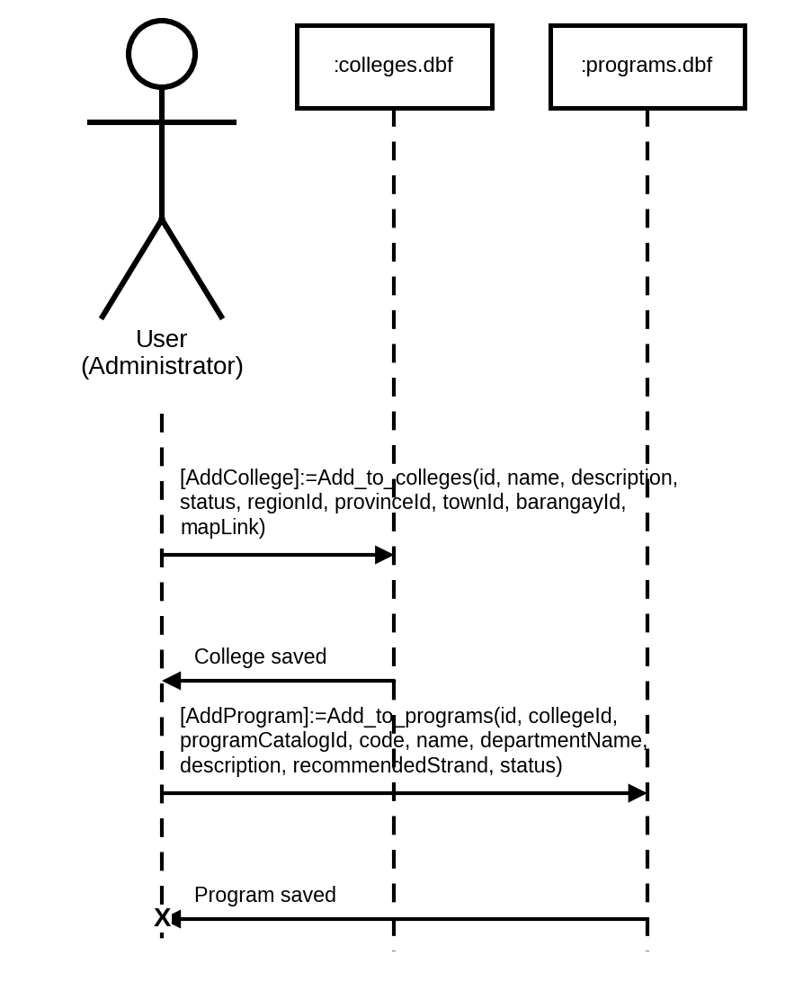 :colleges.dbf
:programs.dbf
User
(Administrator)
[AddCollege]:=Add_to_colleges(id, name, description,
status, regionId, provinceId, townId, barangayId,
mapLink)
College saved
[AddProgram]:=Add_to_programs(id, collegeId,
programCatalogId, code, name, departmentName,
description, recommendedStrand, status)
Program saved
X